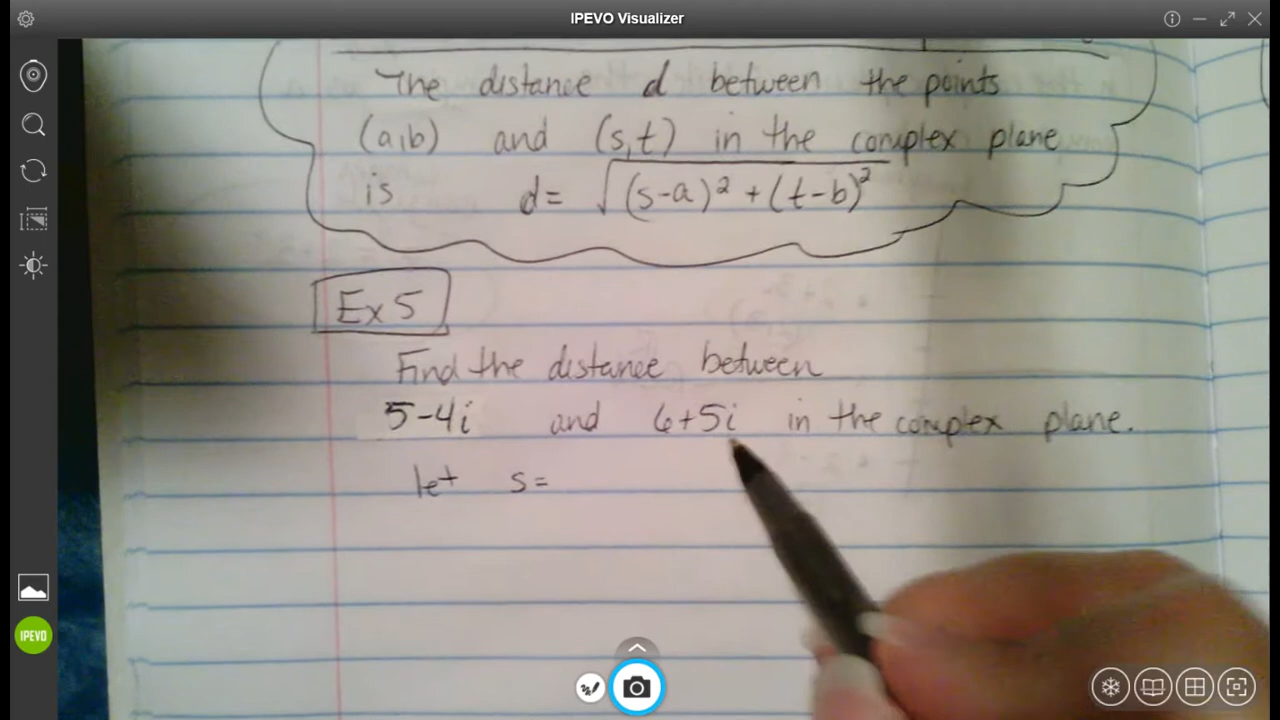 IPEVO Visualizer
The distance d between the points
(a,b) and (s,t) in the complex plane
is d= √(s-a)² + (t-b)²
Ex 5
Find the distance between
5-4i and 6+5i in the complex plane.
let s=
IPEVO